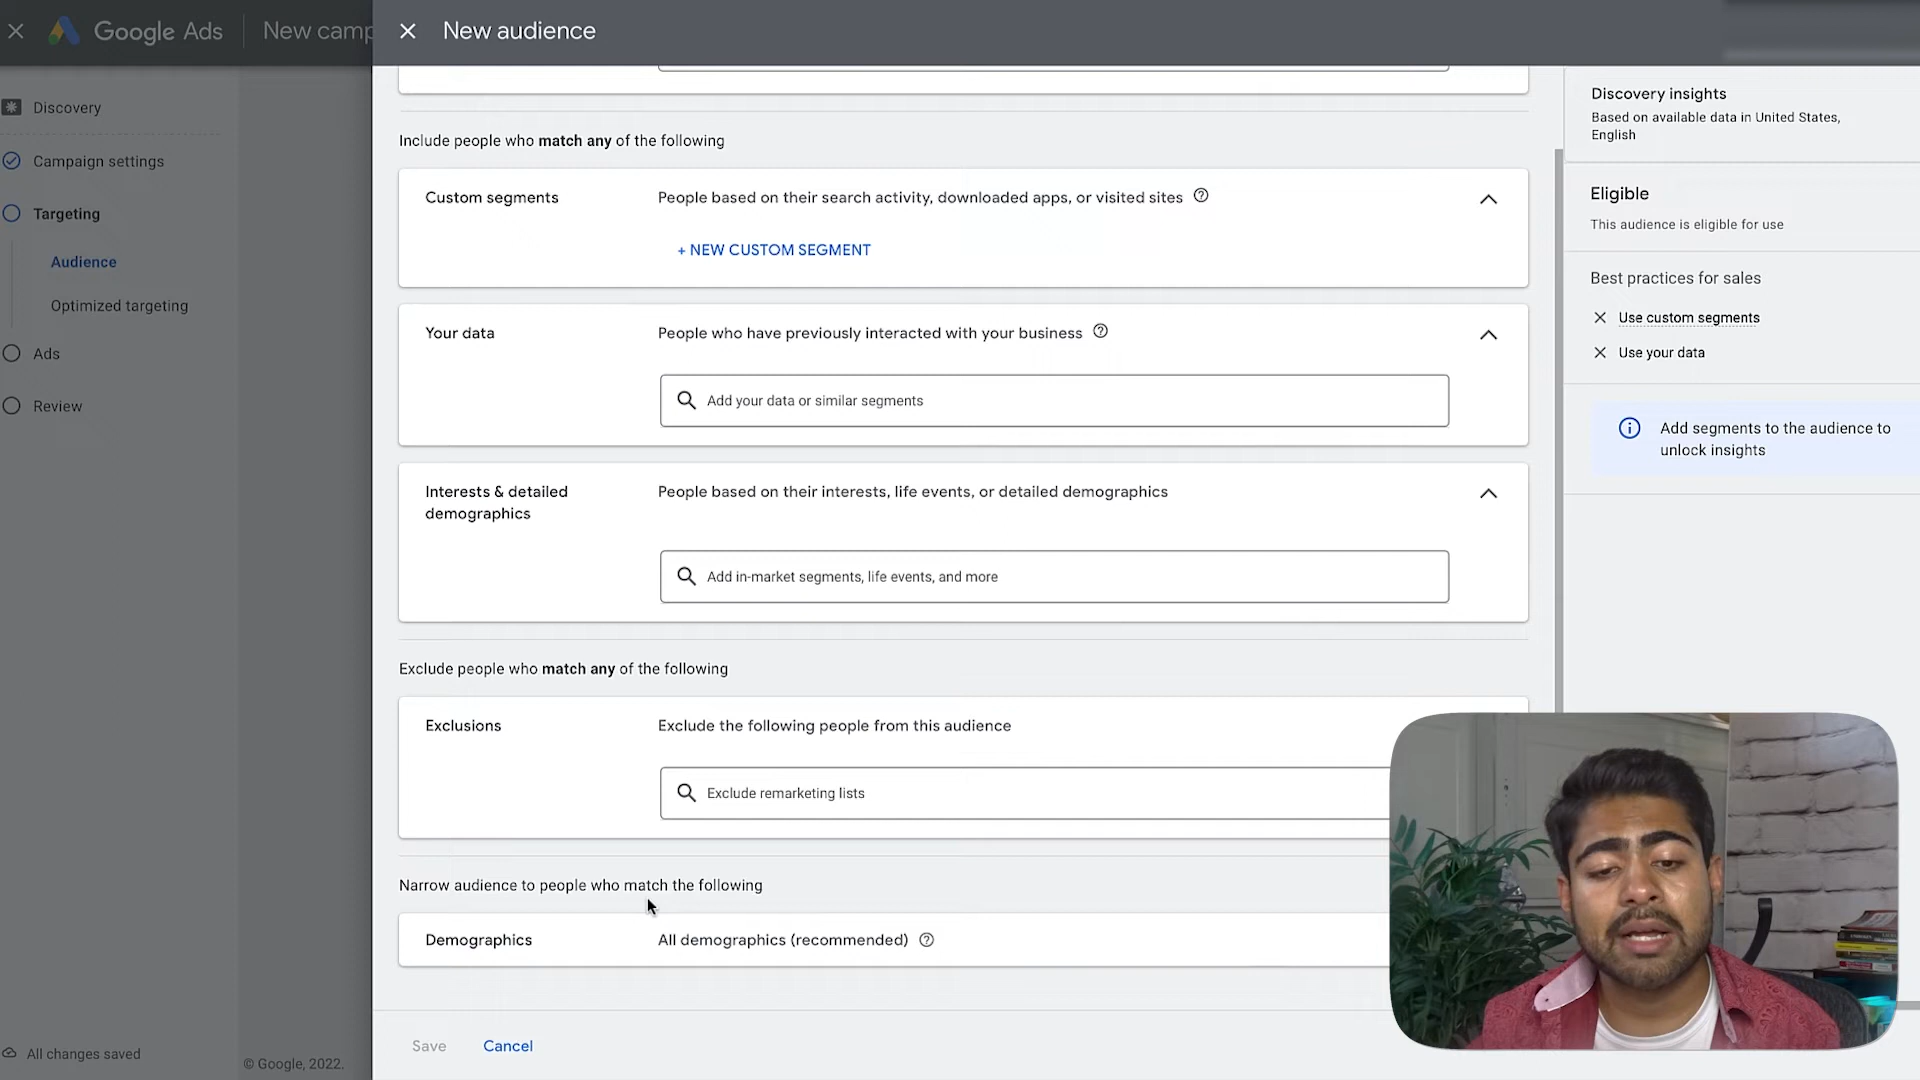 Google Ads
New camp
New audience
Discovery
Campaign settings
Targeting
Audience
Optimized targeting
Ads
Review
All changes saved
© Google, 2022.
Include people who match any of the following
Custom segments
People based on their search activity, downloaded apps, or visited sites
+ NEW CUSTOM SEGMENT
Your data
People who have previously interacted with your business
Add your data or similar segments
Interests & detailed
demographics
People based on their interests, life events, or detailed demographics
Add in-market segments, life events, and more
Exclude people who match any of the following
Exclusions
Exclude the following people from this audience
Exclude remarketing lists
Narrow audience to people who match the following
Demographics
All demographics (recommended)
Save
Cancel
Discovery insights
Based on available data in United States,
English
Eligible
This audience is eligible for use
Best practices for sales
Use custom segments
Use your data
Add segments to the audience to
unlock insights